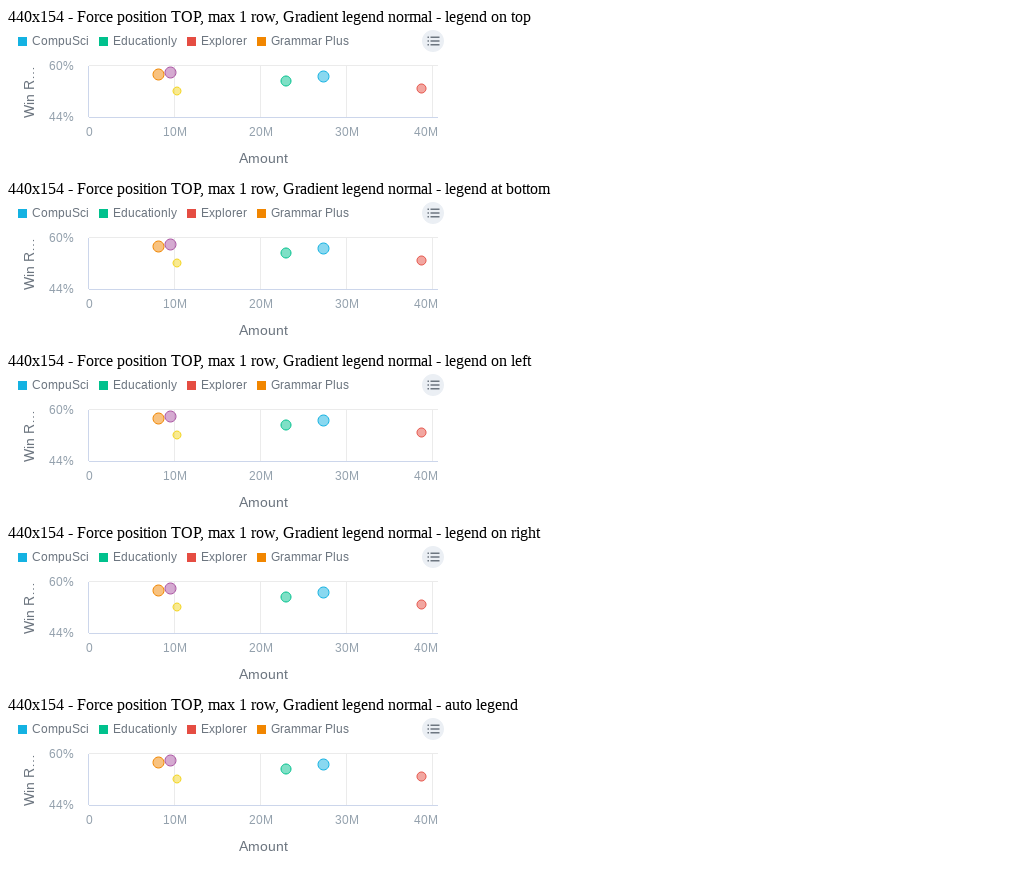 440x154 - Force position TOP, max 1 row, Gradient legend normal - legend on top
CompuSci Educationly Explorer Grammar Plus
60%
Win R...
44%
0 10M 20M 30M 40M
Amount
440x154 - Force position TOP, max 1 row, Gradient legend normal - legend at bottom
CompuSci Educationly Explorer Grammar Plus
60%
Win R...
44%
0 10M 20M 30M 40M
Amount
440x154 - Force position TOP, max 1 row, Gradient legend normal - legend on left
CompuSci Educationly Explorer Grammar Plus
60%
Win R...
44%
0 10M 20M 30M 40M
Amount
440x154 - Force position TOP, max 1 row, Gradient legend normal - legend on right
CompuSci Educationly Explorer Grammar Plus
60%
Win R...
44%
0 10M 20M 30M 40M
Amount
440x154 - Force position TOP, max 1 row, Gradient legend normal - auto legend
CompuSci Educationly Explorer Grammar Plus
60%
Win R...
44%
0 10M 20M 30M 40M
Amount